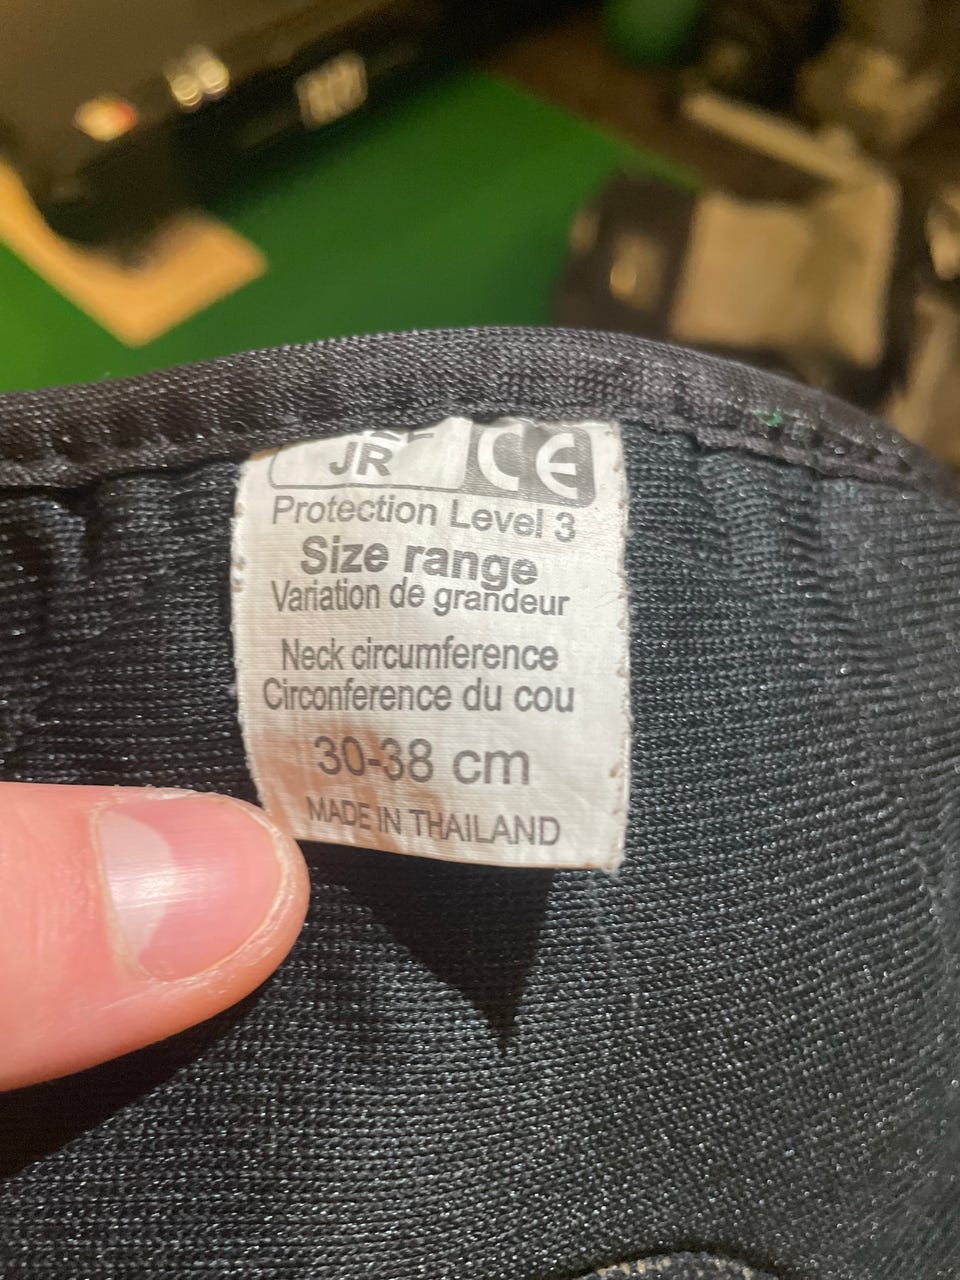 JR CE
Protection Level 3
Size range
Variation de grandeur
Neck circumference
Circonference du cou
30-38 cm
MADE IN THAILAND